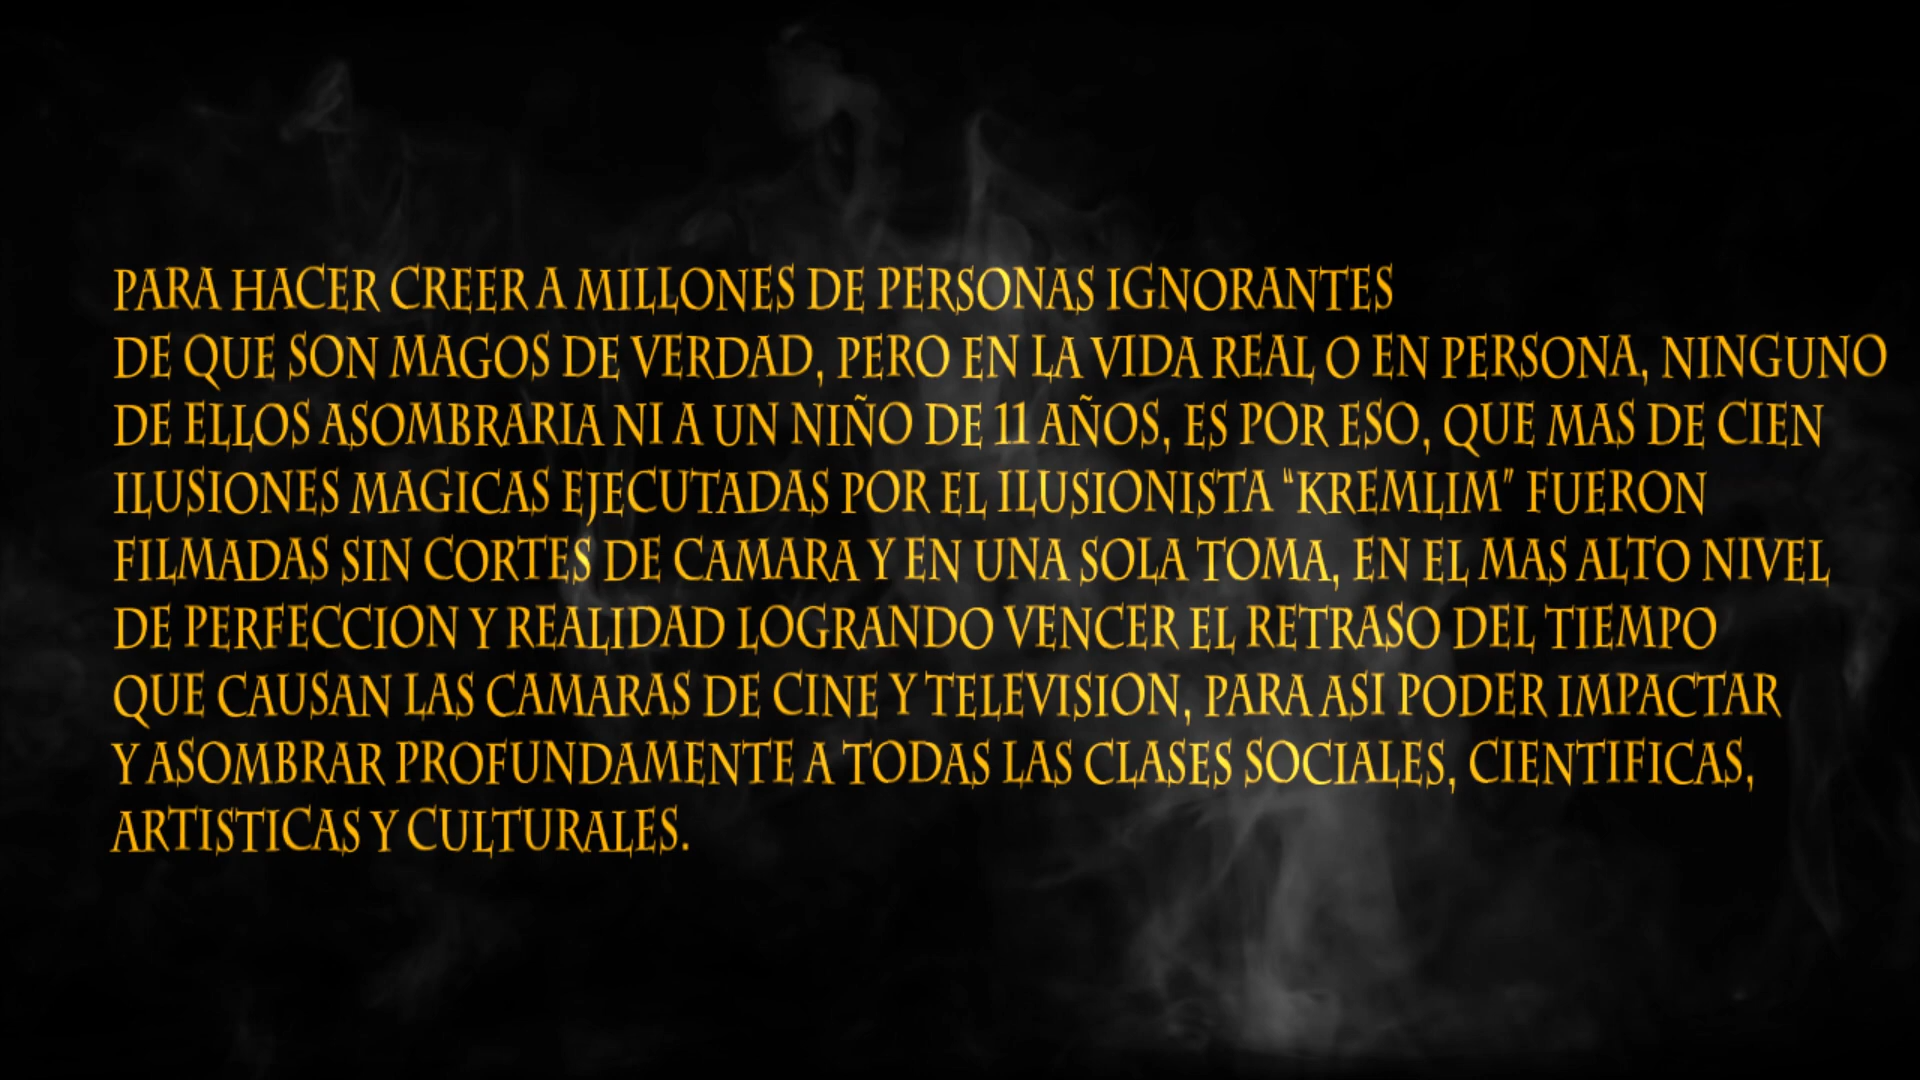 PARA HACER CREER A MILLONES DE PERSONAS IGNORANTES
DE QUE SON MAGOS DE VERDAD, PERO EN LA VIDA REAL O EN PERSONA, NINGUNO
DE ELLOS ASOMBRARIA NI A UN NIÑO DE 11 AÑOS, ES POR ESO, QUE MAS DE CIEN
ILUSIONES MAGICAS EJECUTADAS POR EL ILUSIONISTA "KREMLIM" FUERON
FILMADAS SIN CORTES DE CAMARA Y EN UNA SOLA TOMA, EN EL MAS ALTO NIVEL
DE PERFECCION Y REALIDAD LOGRANDO VENCER EL RETRASO DEL TIEMPO
QUE CAUSAN LAS CAMARAS DE CINE Y TELEVISION, PARA ASI PODER IMPACTAR
Y ASOMBRAR PROFUNDAMENTE A TODAS LAS CLASES SOCIALES, CIENTIFICAS,
ARTISTICAS Y CULTURALES.